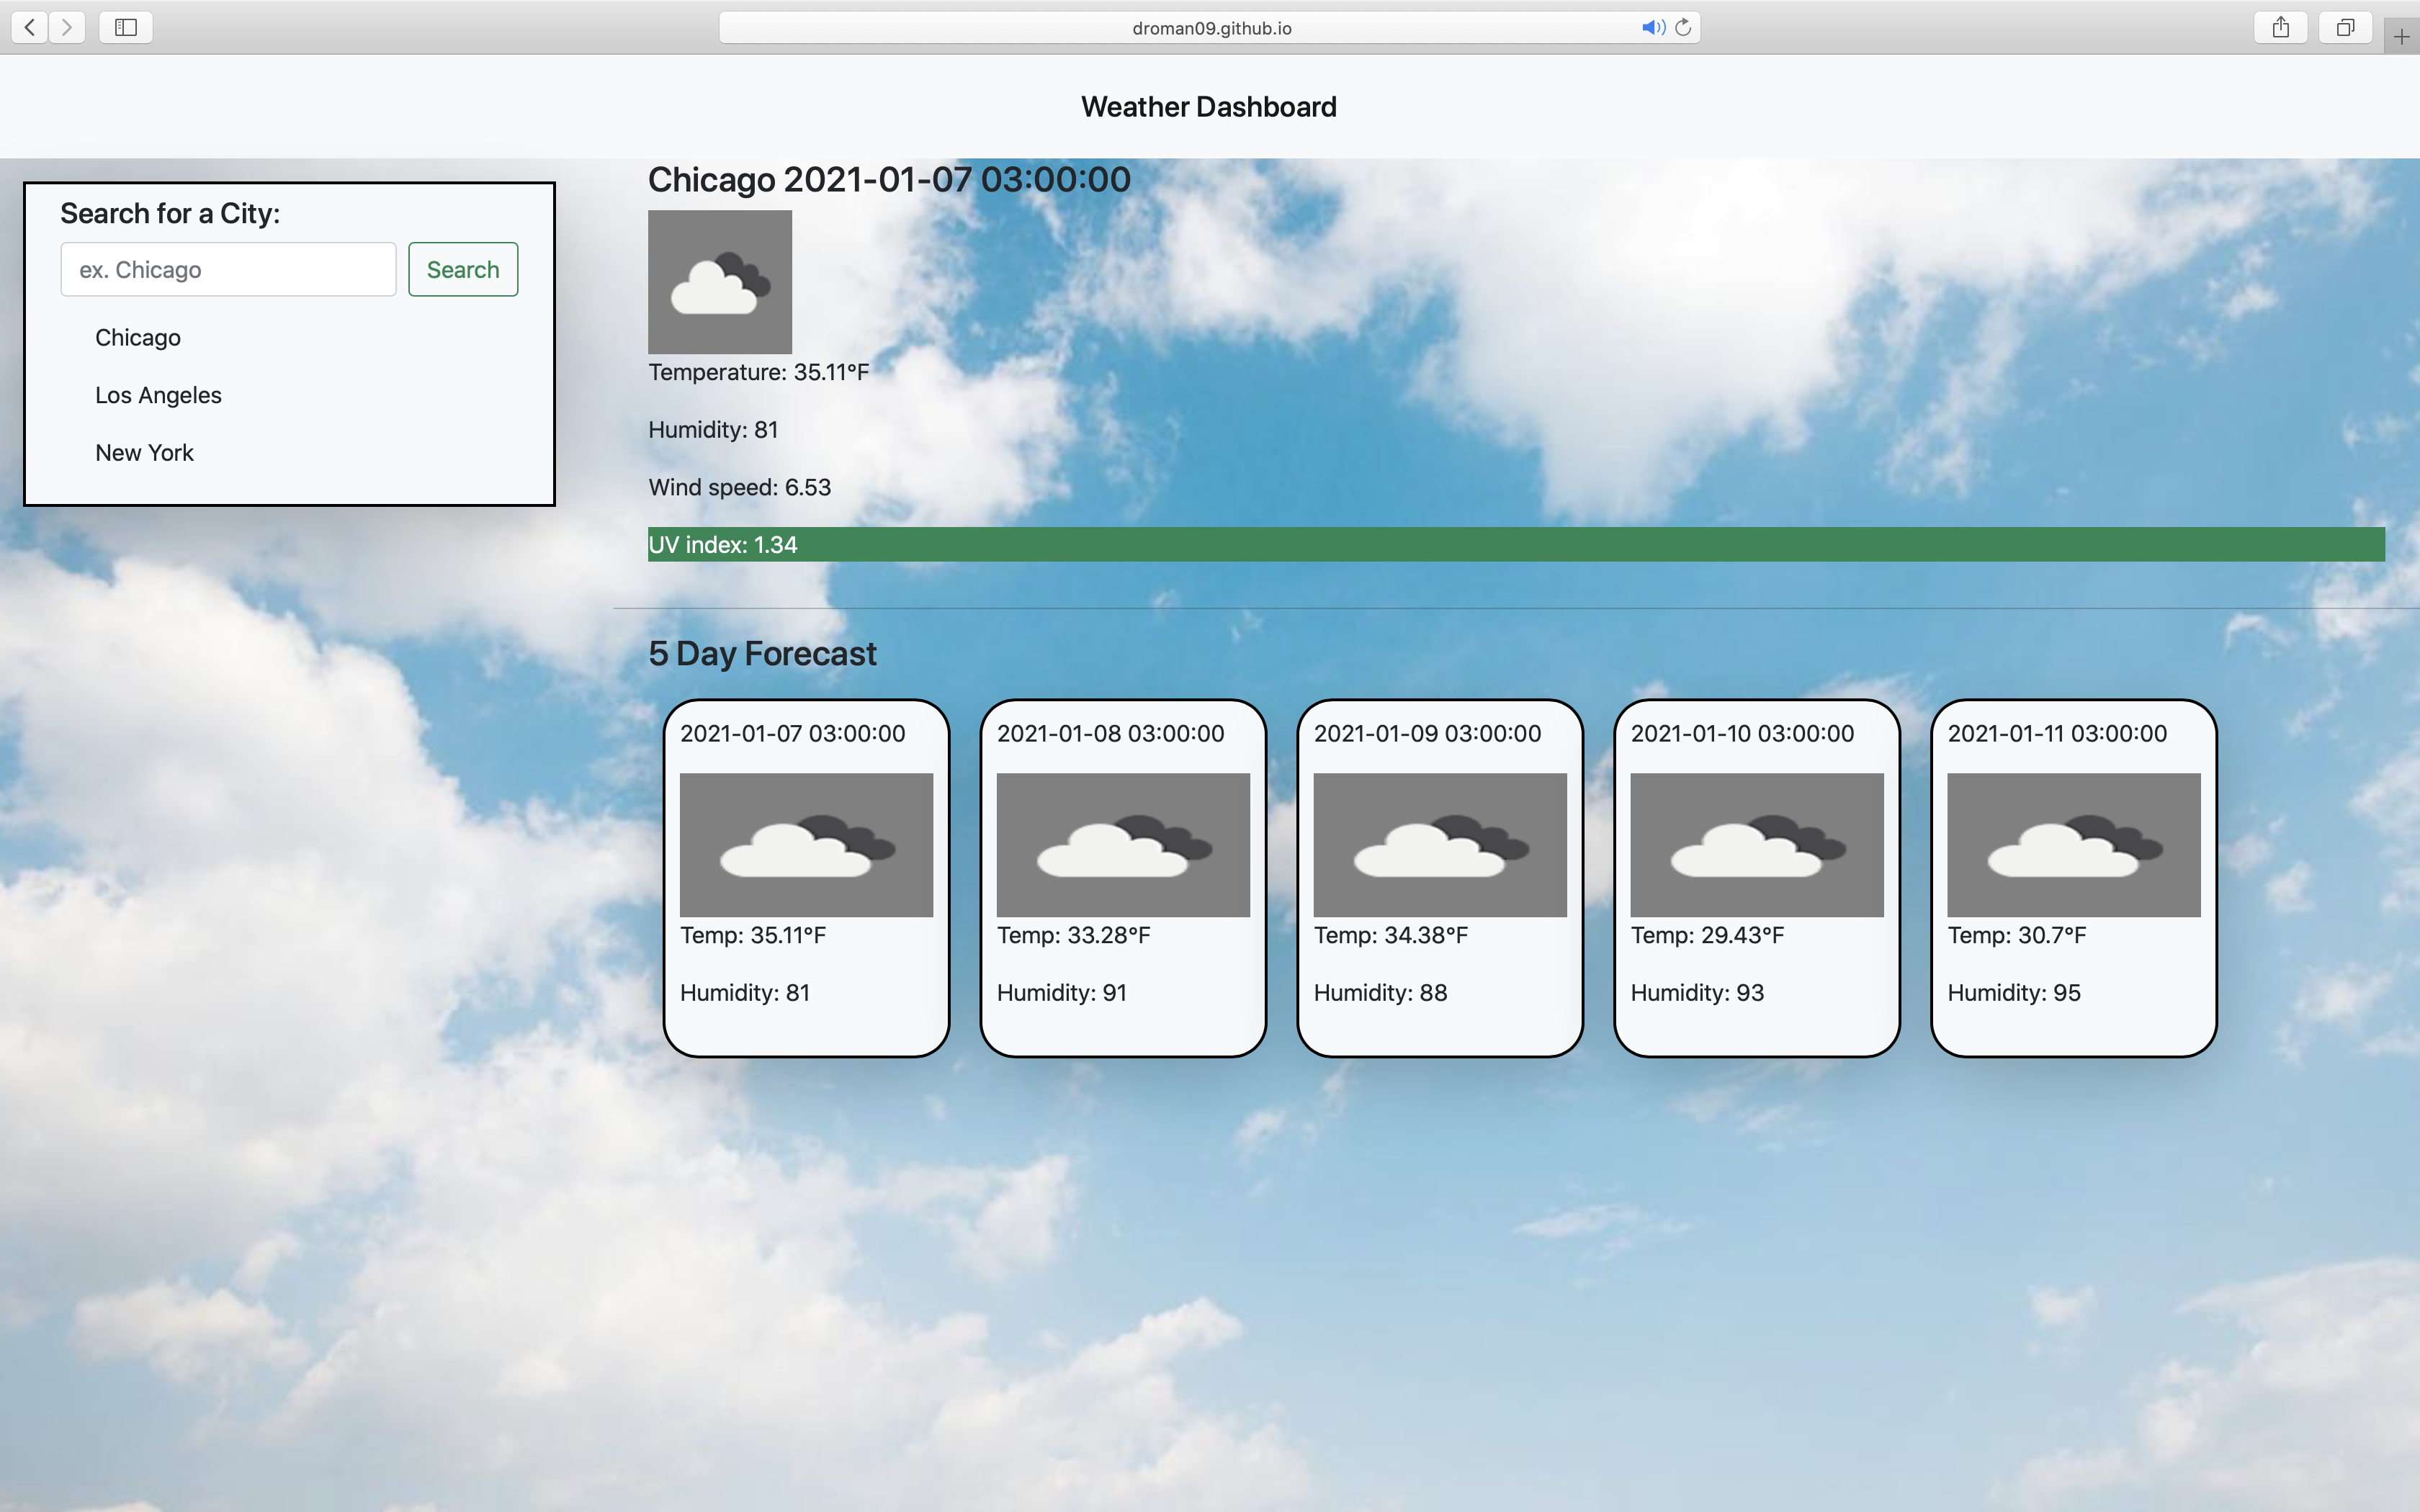 droman09.github.io
Weather Dashboard
Search for a City:
ex. Chicago
Search
Chicago
Los Angeles
New York
Chicago 2021-01-07 03:00:00
Temperature: 35.11°F
Humidity: 81
Wind speed: 6.53
UV index: 1.34
5 Day Forecast
2021-01-07 03:00:00
Temp: 35.11°F
Humidity: 81
2021-01-08 03:00:00
Temp: 33.28°F
Humidity: 91
2021-01-09 03:00:00
Temp: 34.38°F
Humidity: 88
2021-01-10 03:00:00
Temp: 29.43°F
Humidity: 93
2021-01-11 03:00:00
Temp: 30.7°F
Humidity: 95